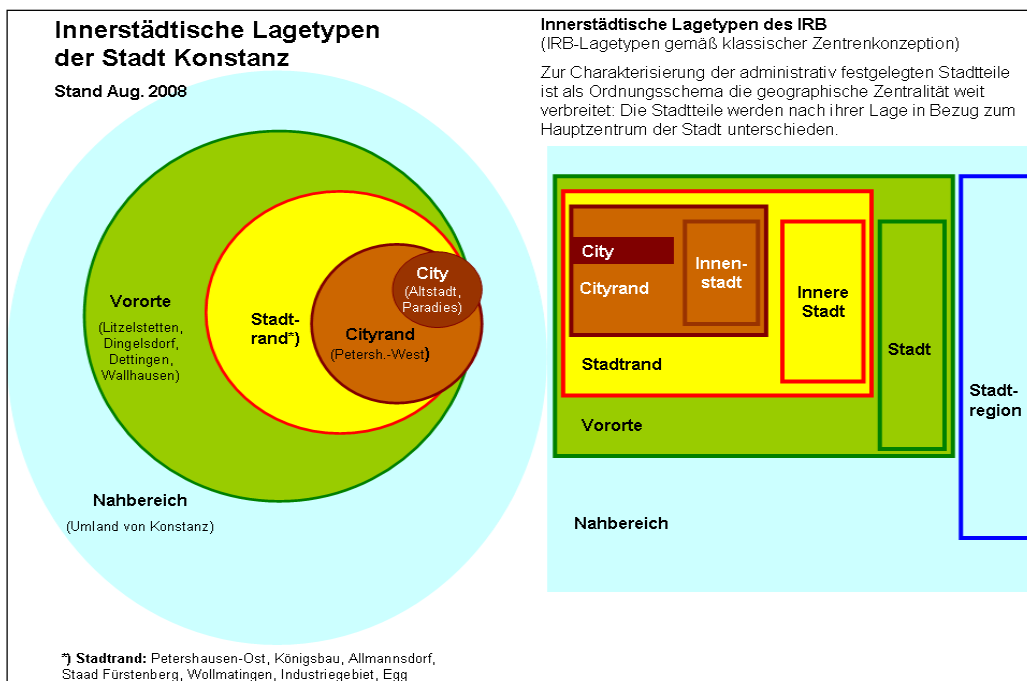 Innerstädtische Lagetypen
der Stadt Konstanz
Stand Aug. 2008
City
(Altstadt,
Paradies)
Vororte
(Litzelstetten,
Dingelsdorf,
Dettingen,
Wallhausen)
Stadt-
rand*)
Cityrand
(Petersh.-West)
Nahbereich
(Umland von Konstanz)
*) Stadtrand: Petershausen-Ost, Königsbau, Allmannsdorf,
Staad Fürstenberg, Wollmatingen, Industriegebiet, Egg
Innerstädtische Lagetypen des IRB
(IRB-Lagetypen gemäß klassischer Zentrenkonzeption)
Zur Charakterisierung der administrativ festgelegten Stadtteile
ist als Ordnungsschema die geographische Zentralität weit
verbreitet: Die Stadtteile werden nach ihrer Lage in Bezug zum
Hauptzentrum der Stadt unterschieden.
City
Cityrand
Innen-
stadt
Innere
Stadt
Stadtrand
Stadt
Stadt-
region
Vororte
Nahbereich